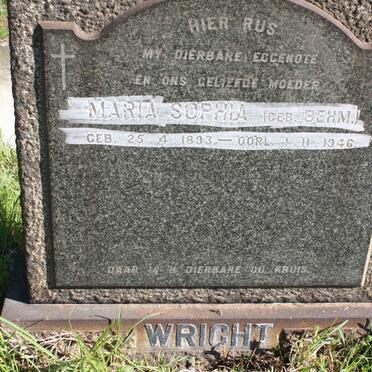 HIER RUS
MY DIERBARE EGGENOTE
EN ONS GELIEFDE MOEDER
MARIA SOPHIA (GEB. BEHM.)
GEB. 25.4.1893.— OORL. 1.11.1946.
DAAR IS 'N DIERBARE OU KRUIS.
WRIGHT